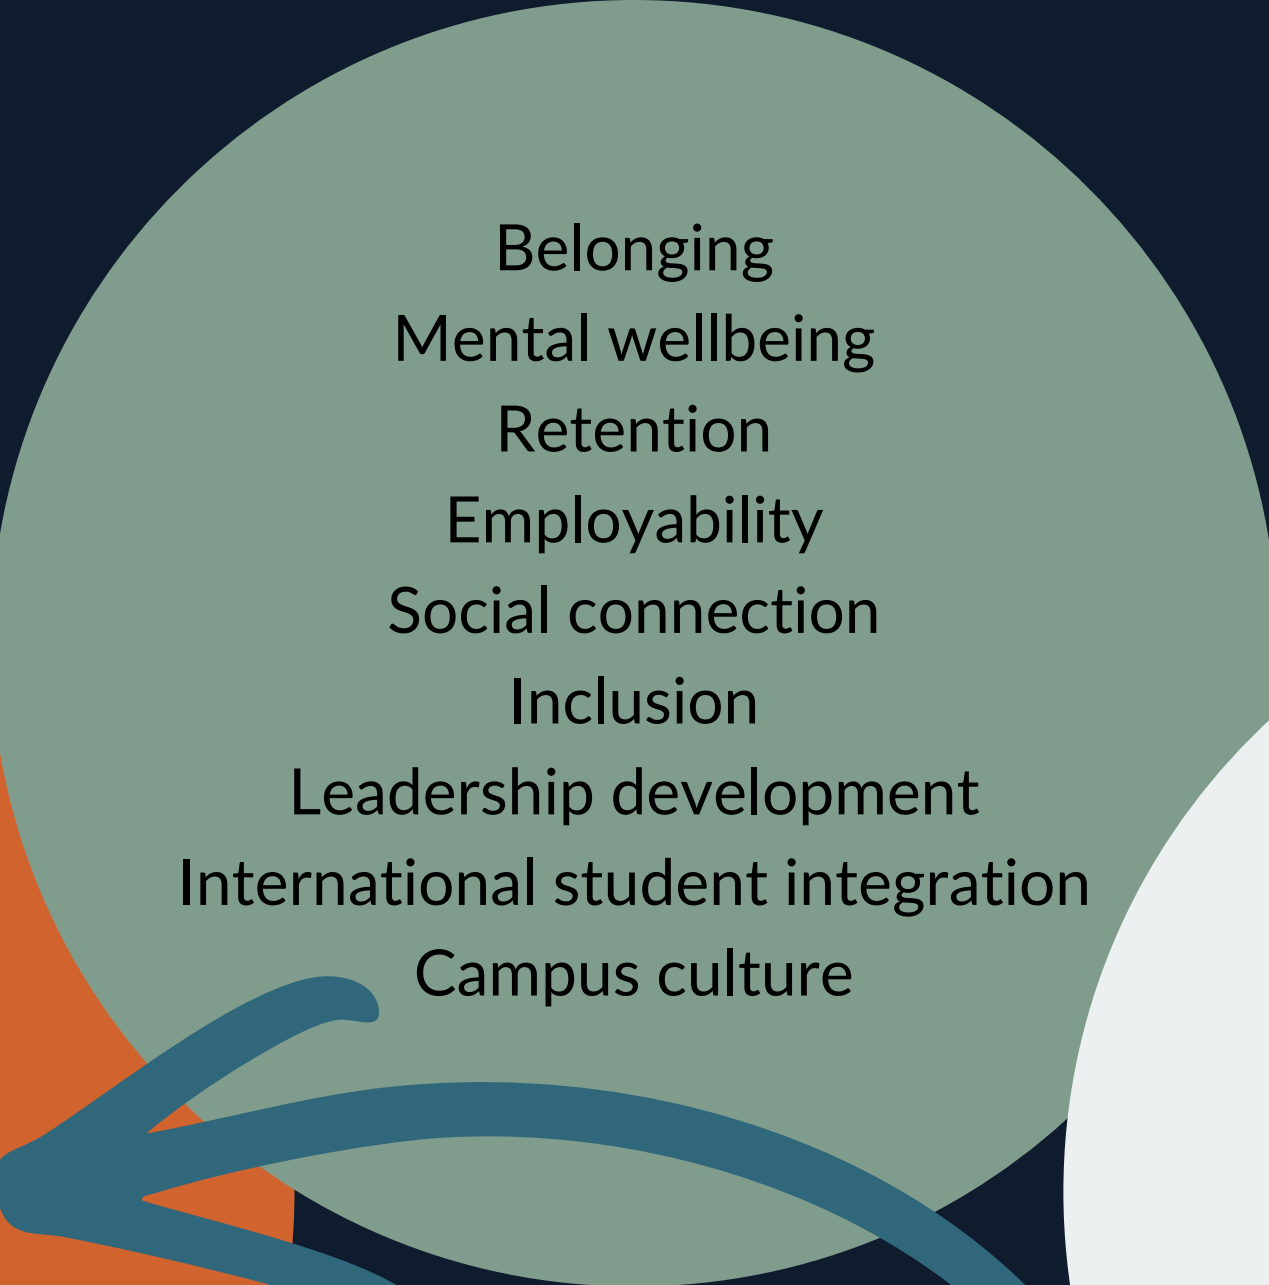 Belonging
Mental wellbeing
Retention
Employability
Social connection
Inclusion
Leadership development
International student integration
Campus culture